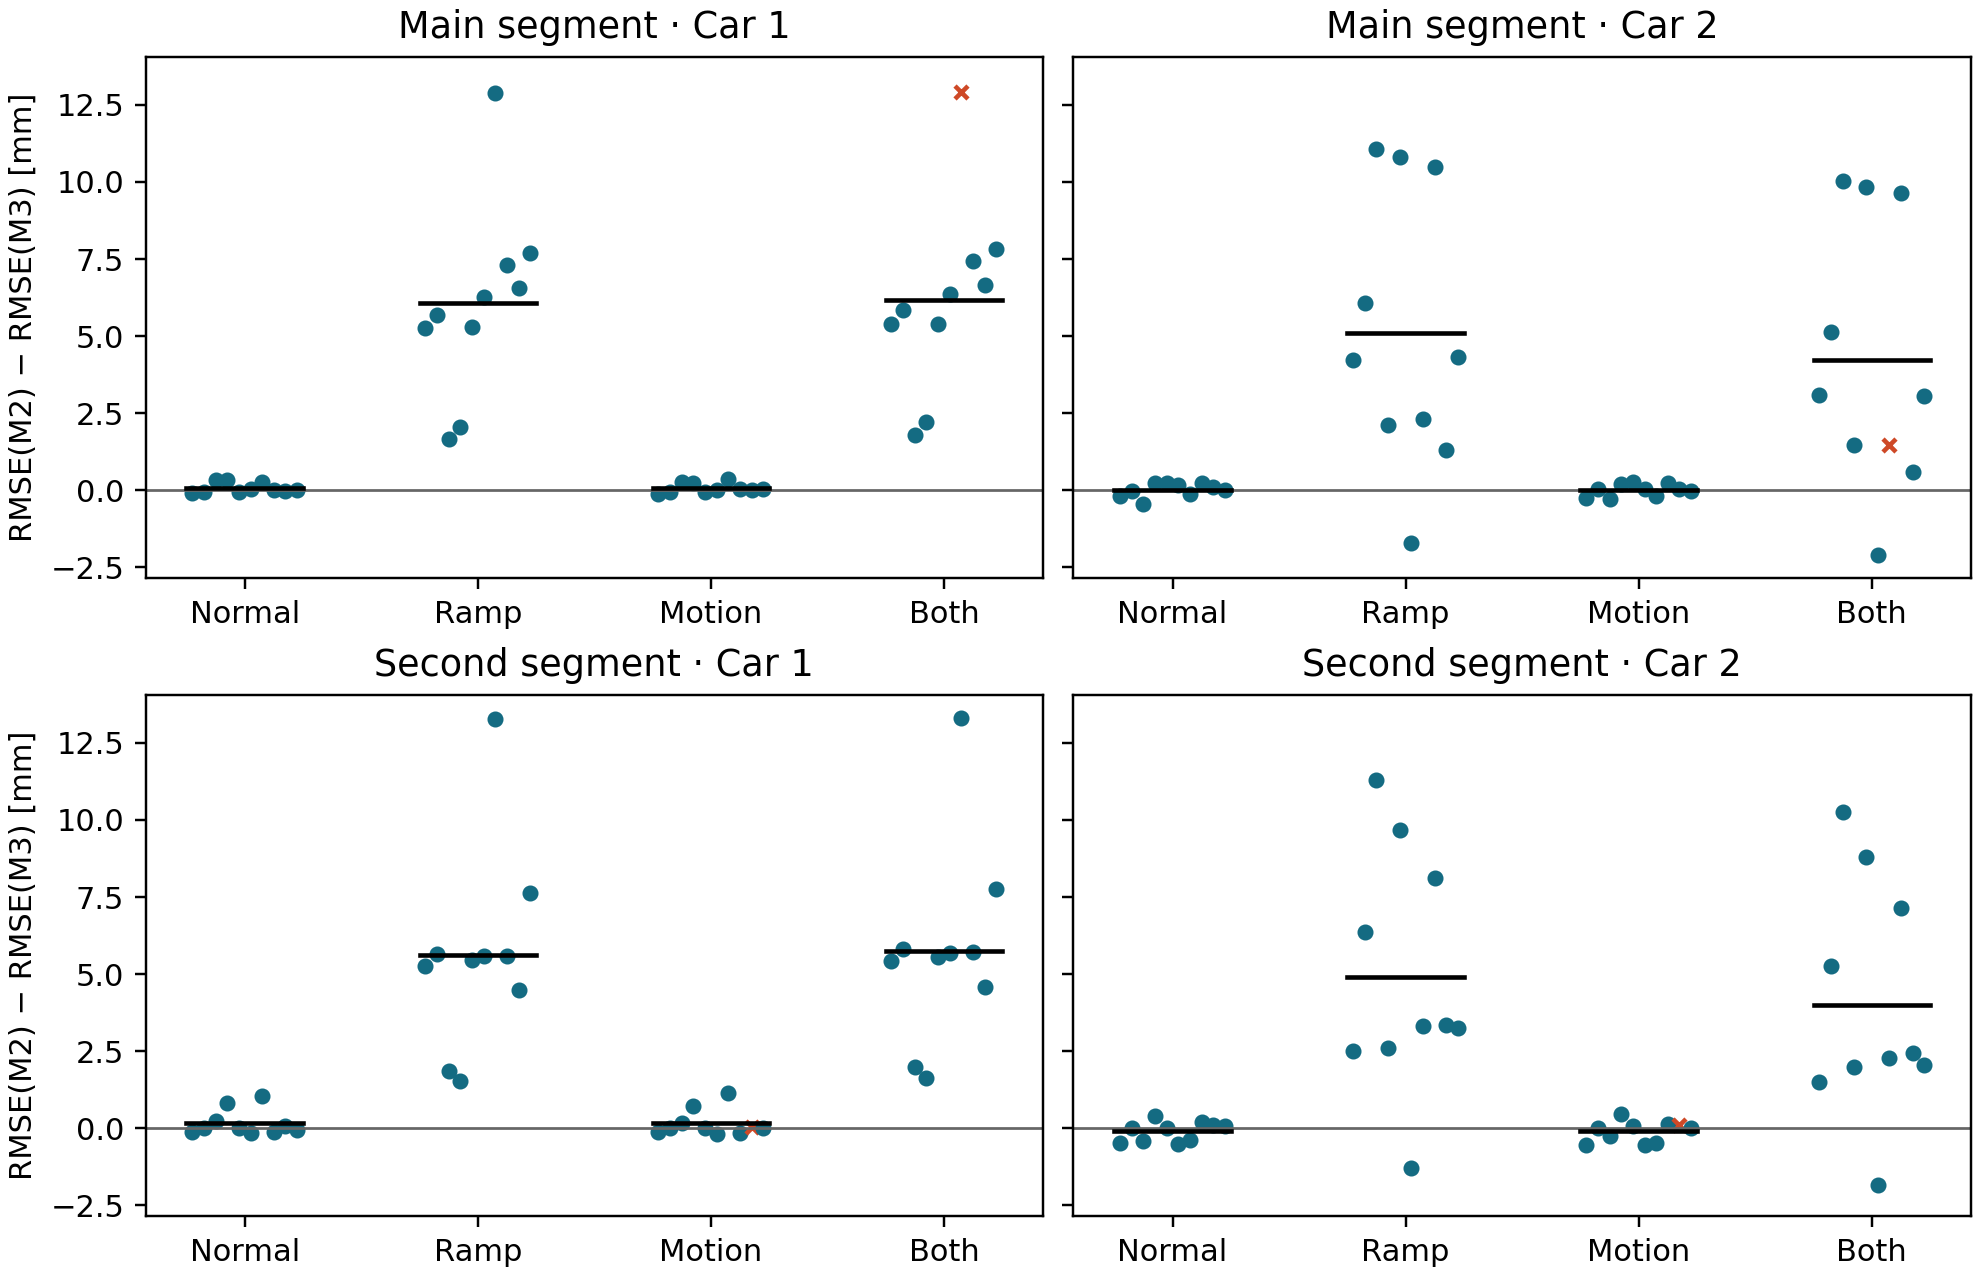 Main segment · Car 1
Main segment · Car 2
RMSE(M2) − RMSE(M3) [mm]
12.5
10.0
7.5
5.0
2.5
0.0
−2.5
Normal Ramp Motion Both
Normal Ramp Motion Both
Second segment · Car 1
Second segment · Car 2
RMSE(M2) − RMSE(M3) [mm]
12.5
10.0
7.5
5.0
2.5
0.0
−2.5
Normal Ramp Motion Both
Normal Ramp Motion Both